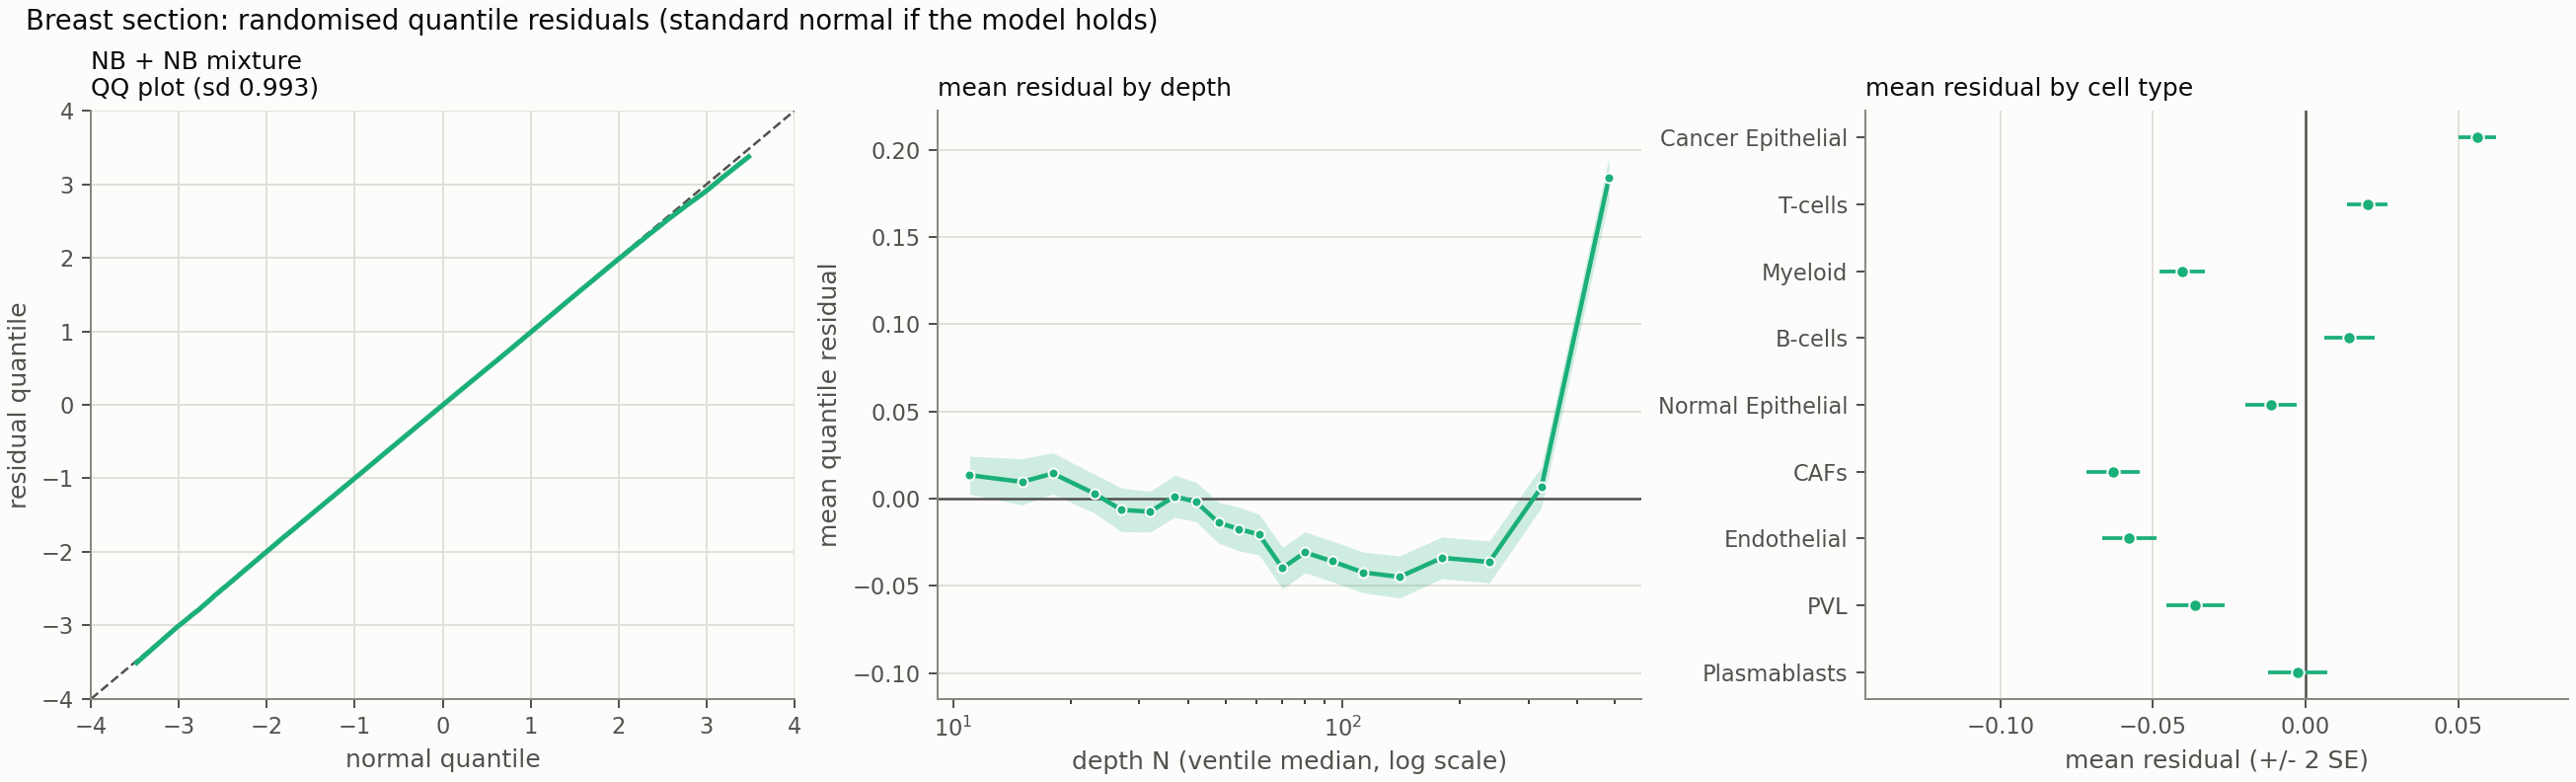 Breast section: randomised quantile residuals (standard normal if the model holds)
NB + NB mixture
QQ plot (sd 0.993)
4
3
2
1
0
−1
−2
−3
−4
−4 −3 −2 −1 0 1 2 3 4
residual quantile
normal quantile
mean residual by depth
0.20
0.15
0.10
0.05
0.00
−0.05
−0.10
10¹ 10²
mean quantile residual
depth N (ventile median, log scale)
mean residual by cell type
Cancer Epithelial
T-cells
Myeloid
B-cells
Normal Epithelial
CAFs
Endothelial
PVL
Plasmablasts
−0.10 −0.05 0.00 0.05
mean residual (+/- 2 SE)